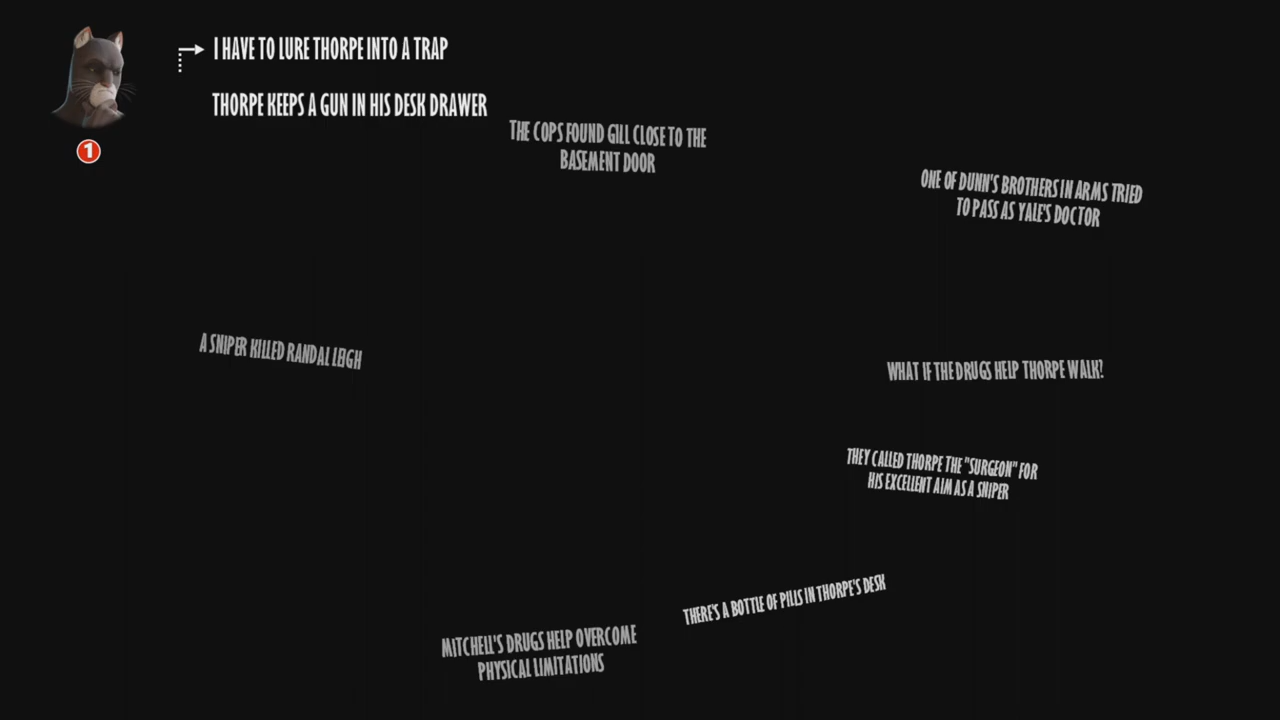 I HAVE TO LURE THORPE INTO A TRAP
THORPE KEEPS A GUN IN HIS DESK DRAWER
1
THE COPS FOUND GILL CLOSE TO THE
BASEMENT DOOR
ONE OF DUNN'S BROTHERS IN ARMS TRIED
TO PASS AS YALE'S DOCTOR
A SNIPER KILLED RANDAL LEIGH
WHAT IF THE DRUGS HELP THORPE WALK?
THEY CALLED THORPE THE "SURGEON" FOR
HIS EXCELLENT AIM AS A SNIPER
THERE'S A BOTTLE OF PILLS IN THORPE'S DESK
MITCHELL'S DRUGS HELP OVERCOME
PHYSICAL LIMITATIONS